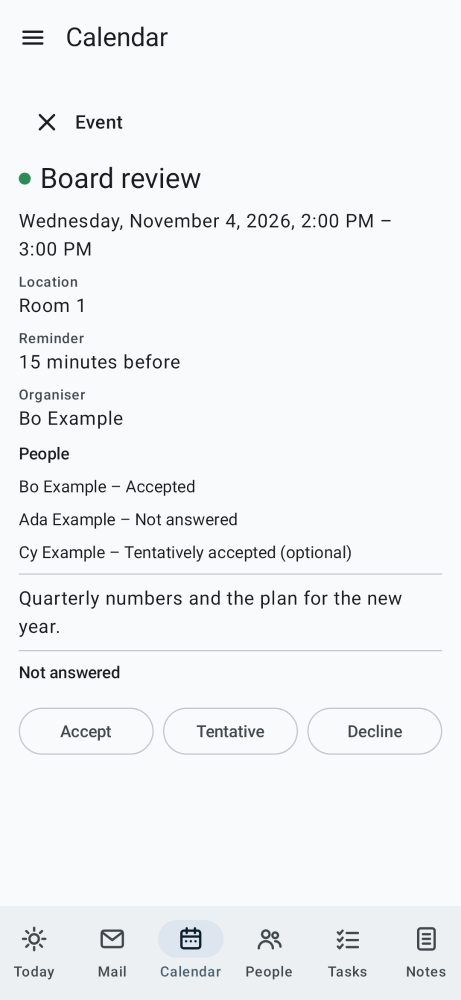 Calendar
Event
Board review
Wednesday, November 4, 2026, 2:00 PM –
3:00 PM
Location
Room 1
Reminder
15 minutes before
Organiser
Bo Example
People
Bo Example – Accepted
Ada Example – Not answered
Cy Example – Tentatively accepted (optional)
Quarterly numbers and the plan for the new
year.
Not answered
Accept Tentative Decline
Today Mail Calendar People Tasks Notes